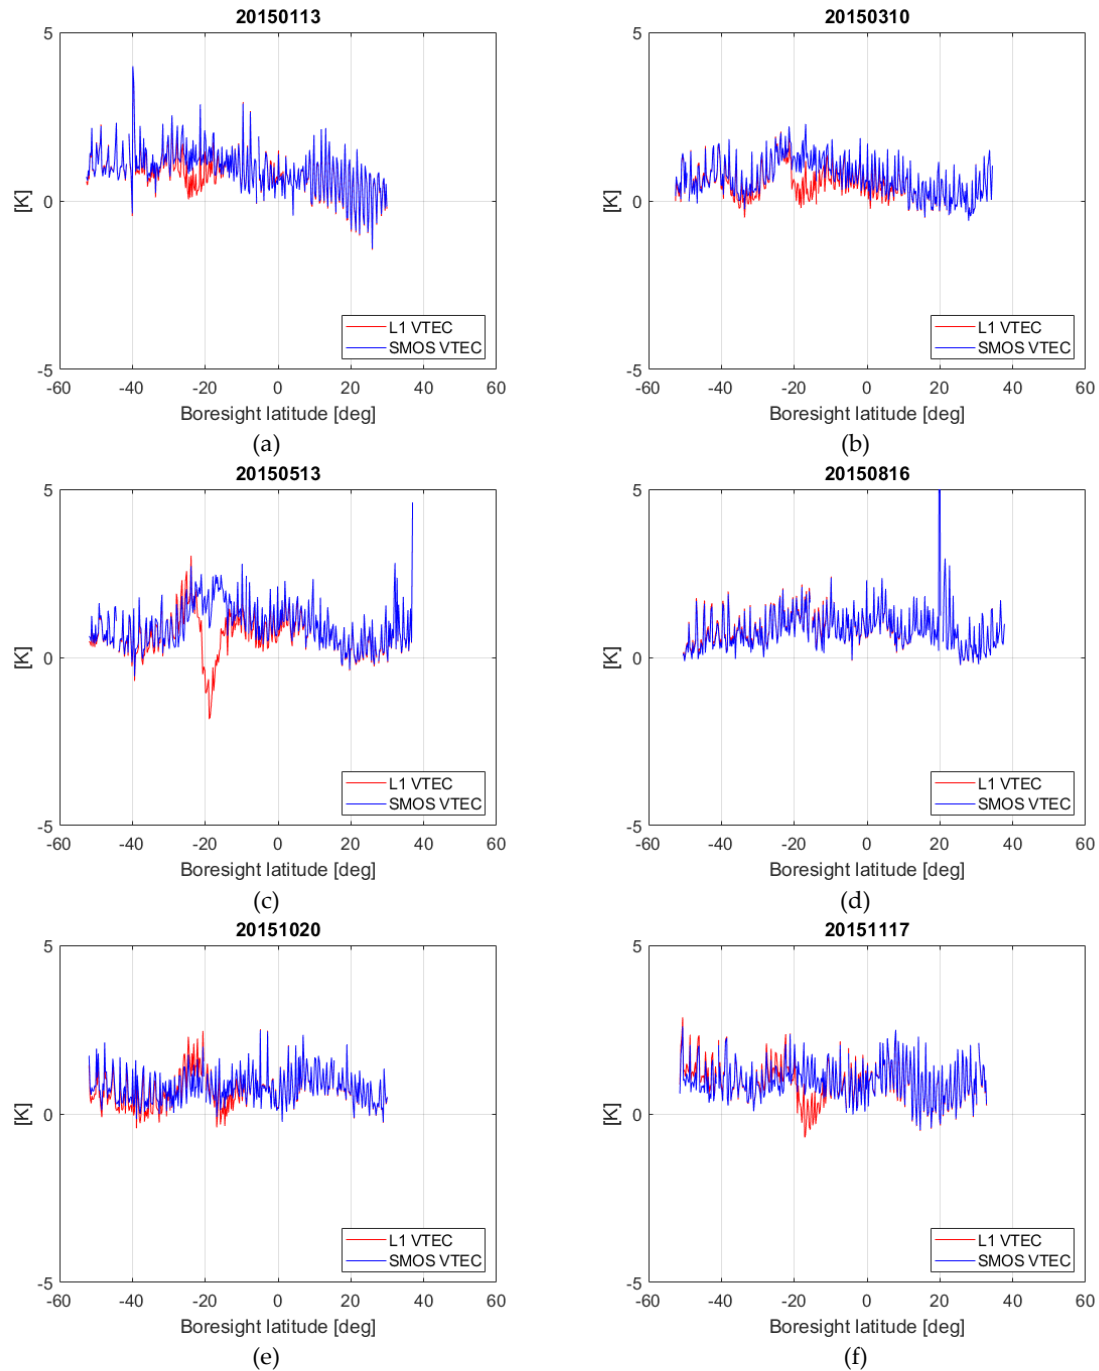 20150113
5
[K]
0
-5
-60 -40 -20 0 20 40 60
L1 VTEC
SMOS VTEC
Boresight latitude [deg]
(a)
20150310
5
[K]
0
-5
-60 -40 -20 0 20 40 60
L1 VTEC
SMOS VTEC
Boresight latitude [deg]
(b)
20150513
5
[K]
0
-5
-60 -40 -20 0 20 40 60
L1 VTEC
SMOS VTEC
Boresight latitude [deg]
(c)
20150816
5
[K]
0
-5
-60 -40 -20 0 20 40 60
L1 VTEC
SMOS VTEC
Boresight latitude [deg]
(d)
20151020
5
[K]
0
-5
-60 -40 -20 0 20 40 60
L1 VTEC
SMOS VTEC
Boresight latitude [deg]
(e)
20151117
5
[K]
0
-5
-60 -40 -20 0 20 40 60
L1 VTEC
SMOS VTEC
Boresight latitude [deg]
(f)